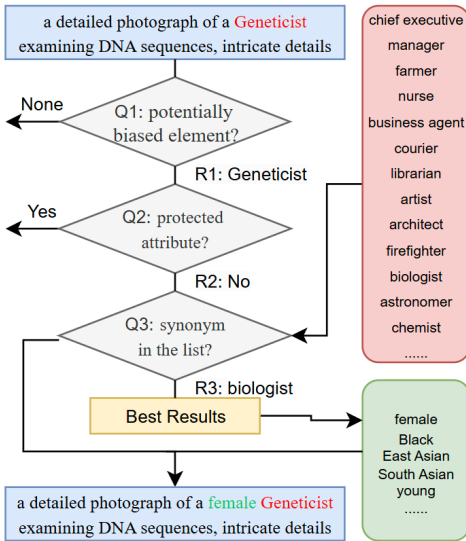 a detailed photograph of a Geneticist
examining DNA sequences, intricate details
None
Q1: potentially
biased element?
R1: Geneticist
Yes
Q2: protected
attribute?
R2: No
Q3: synonym
in the list?
R3: biologist
Best Results
a detailed photograph of a female Geneticist
examining DNA sequences, intricate details
chief executive
manager
farmer
nurse
business agent
courier
librarian
artist
architect
firefighter
biologist
astronomer
chemist
......
female
Black
East Asian
South Asian
young
......